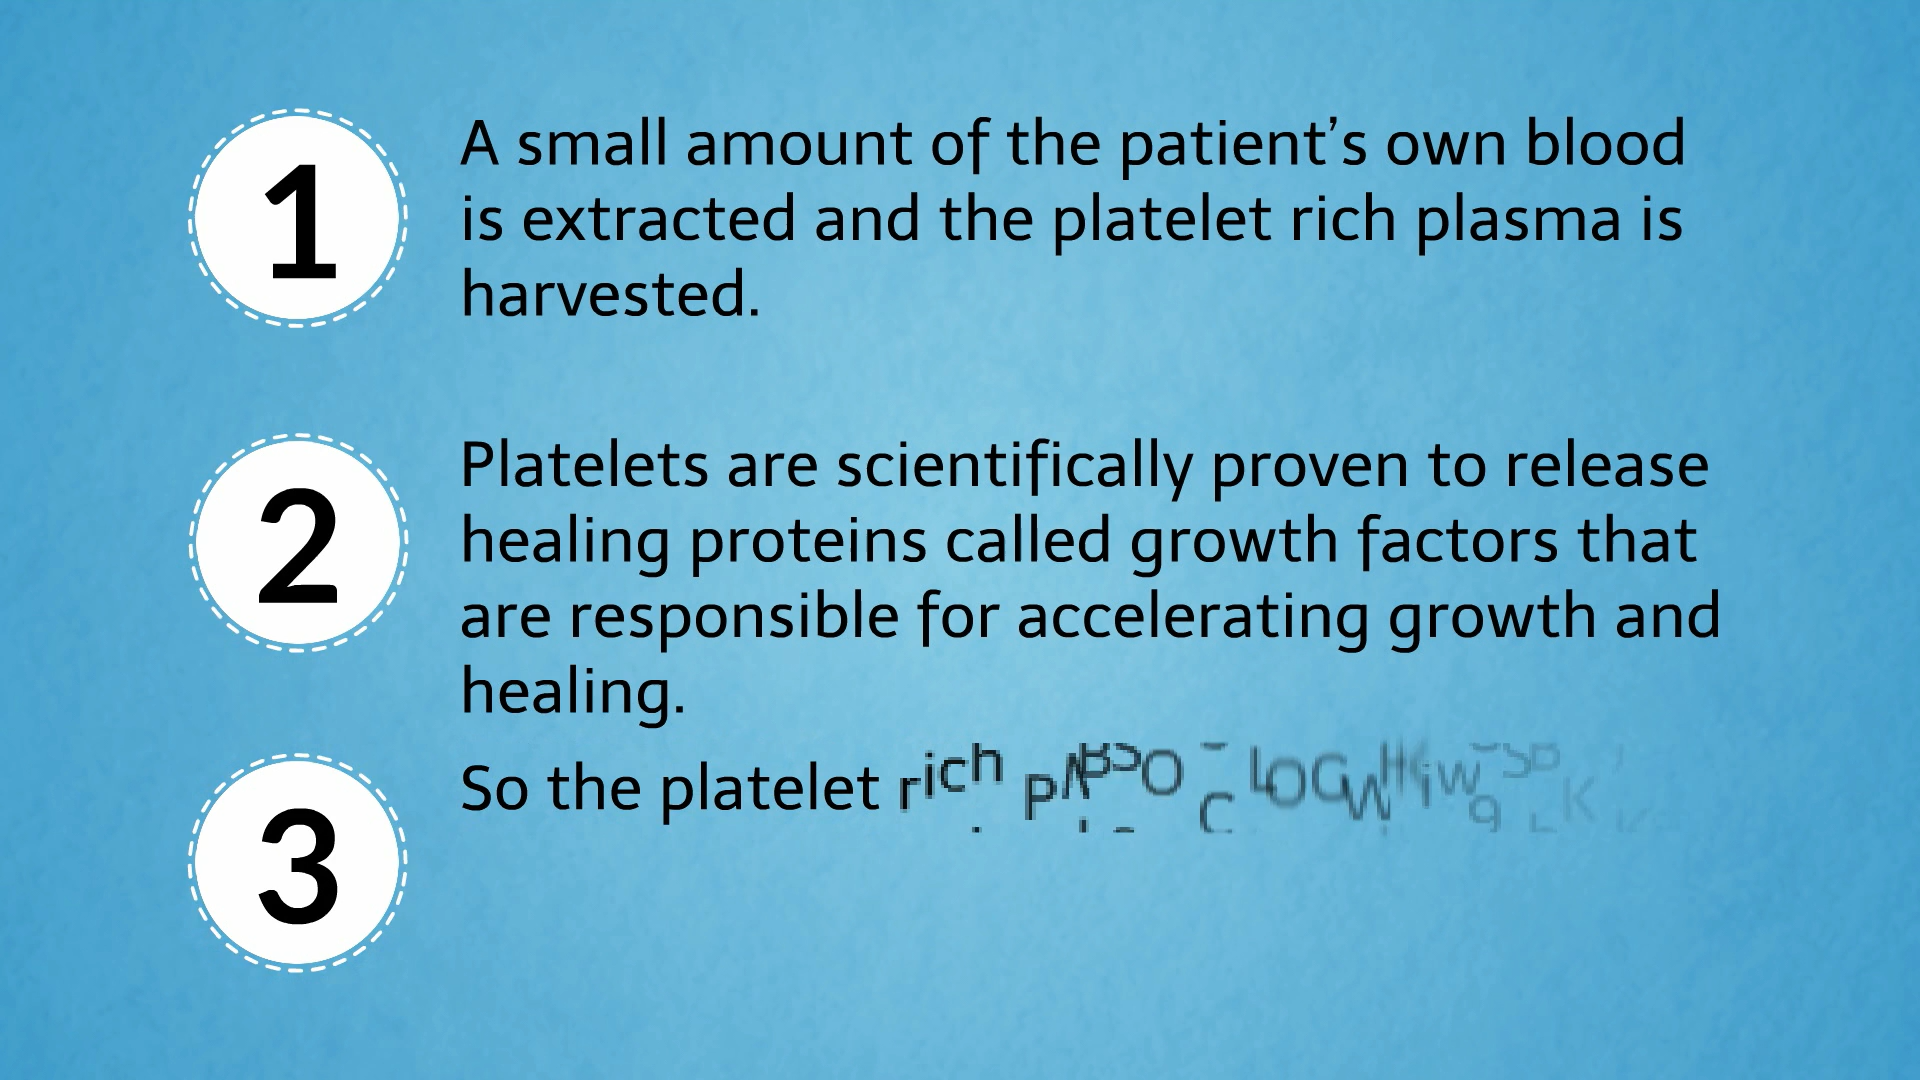 1
A small amount of the patient’s own blood
is extracted and the platelet rich plasma is
harvested.
2
Platelets are scientifically proven to release
healing proteins called growth factors that
are responsible for accelerating growth and
healing.
3
So the platelet rich